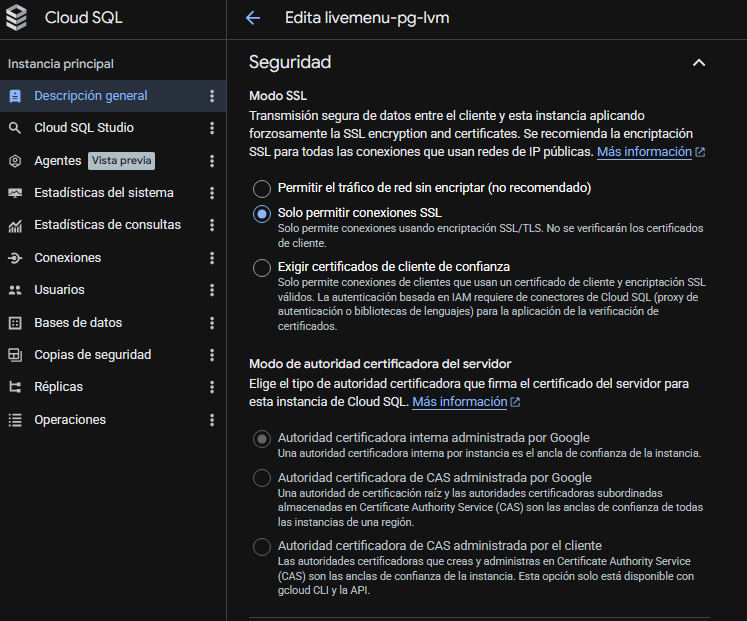 Cloud SQL
Edita livemenu-pg-lvm
Instancia principal
Descripción general
Cloud SQL Studio
Agentes Vista previa
Estadísticas del sistema
Estadísticas de consultas
Conexiones
Usuarios
Bases de datos
Copias de seguridad
Réplicas
Operaciones
Seguridad
Modo SSL
Transmisión segura de datos entre el cliente y esta instancia aplicando
forzosamente la SSL encryption and certificates. Se recomienda la encriptación
SSL para todas las conexiones que usan redes de IP públicas. Más información
Permitir el tráfico de red sin encriptar (no recomendado)
Solo permitir conexiones SSL
Solo permite conexiones usando encriptación SSL/TLS. No se verificarán los certificados
de cliente.
Exigir certificados de cliente de confianza
Solo permite conexiones de clientes que usan un certificado de cliente y encriptación SSL
válidos. La autenticación basada en IAM requiere de conectores de Cloud SQL (proxy de
autenticación o bibliotecas de lenguajes) para la aplicación de la verificación de
certificados.
Modo de autoridad certificadora del servidor
Elige el tipo de autoridad certificadora que firma el certificado del servidor para
esta instancia de Cloud SQL. Más información
Autoridad certificadora interna administrada por Google
Una autoridad certificadora interna por instancia es el ancla de confianza de la instancia.
Autoridad certificadora de CAS administrada por Google
Una autoridad de certificación raíz y las autoridades certificadoras subordinadas
almacenadas en Certificate Authority Service (CAS) son las anclas de confianza de todas
las instancias de una región.
Autoridad certificadora de CAS administrada por el cliente
Las autoridades certificadoras que creas y administras en Certificate Authority Service
(CAS) son las anclas de confianza de la instancia. Esta opción solo está disponible con
gcloud CLI y la API.